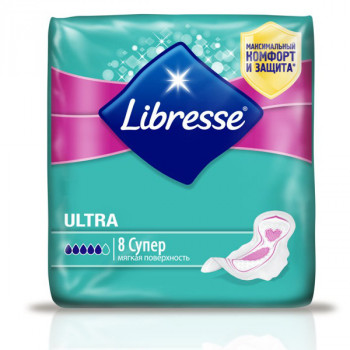 МАКСИМАЛЬНЫЙ
КОМФОРТ
И ЗАЩИТА*
Libresse®
ULTRA
8 Супер
мягкая поверхность